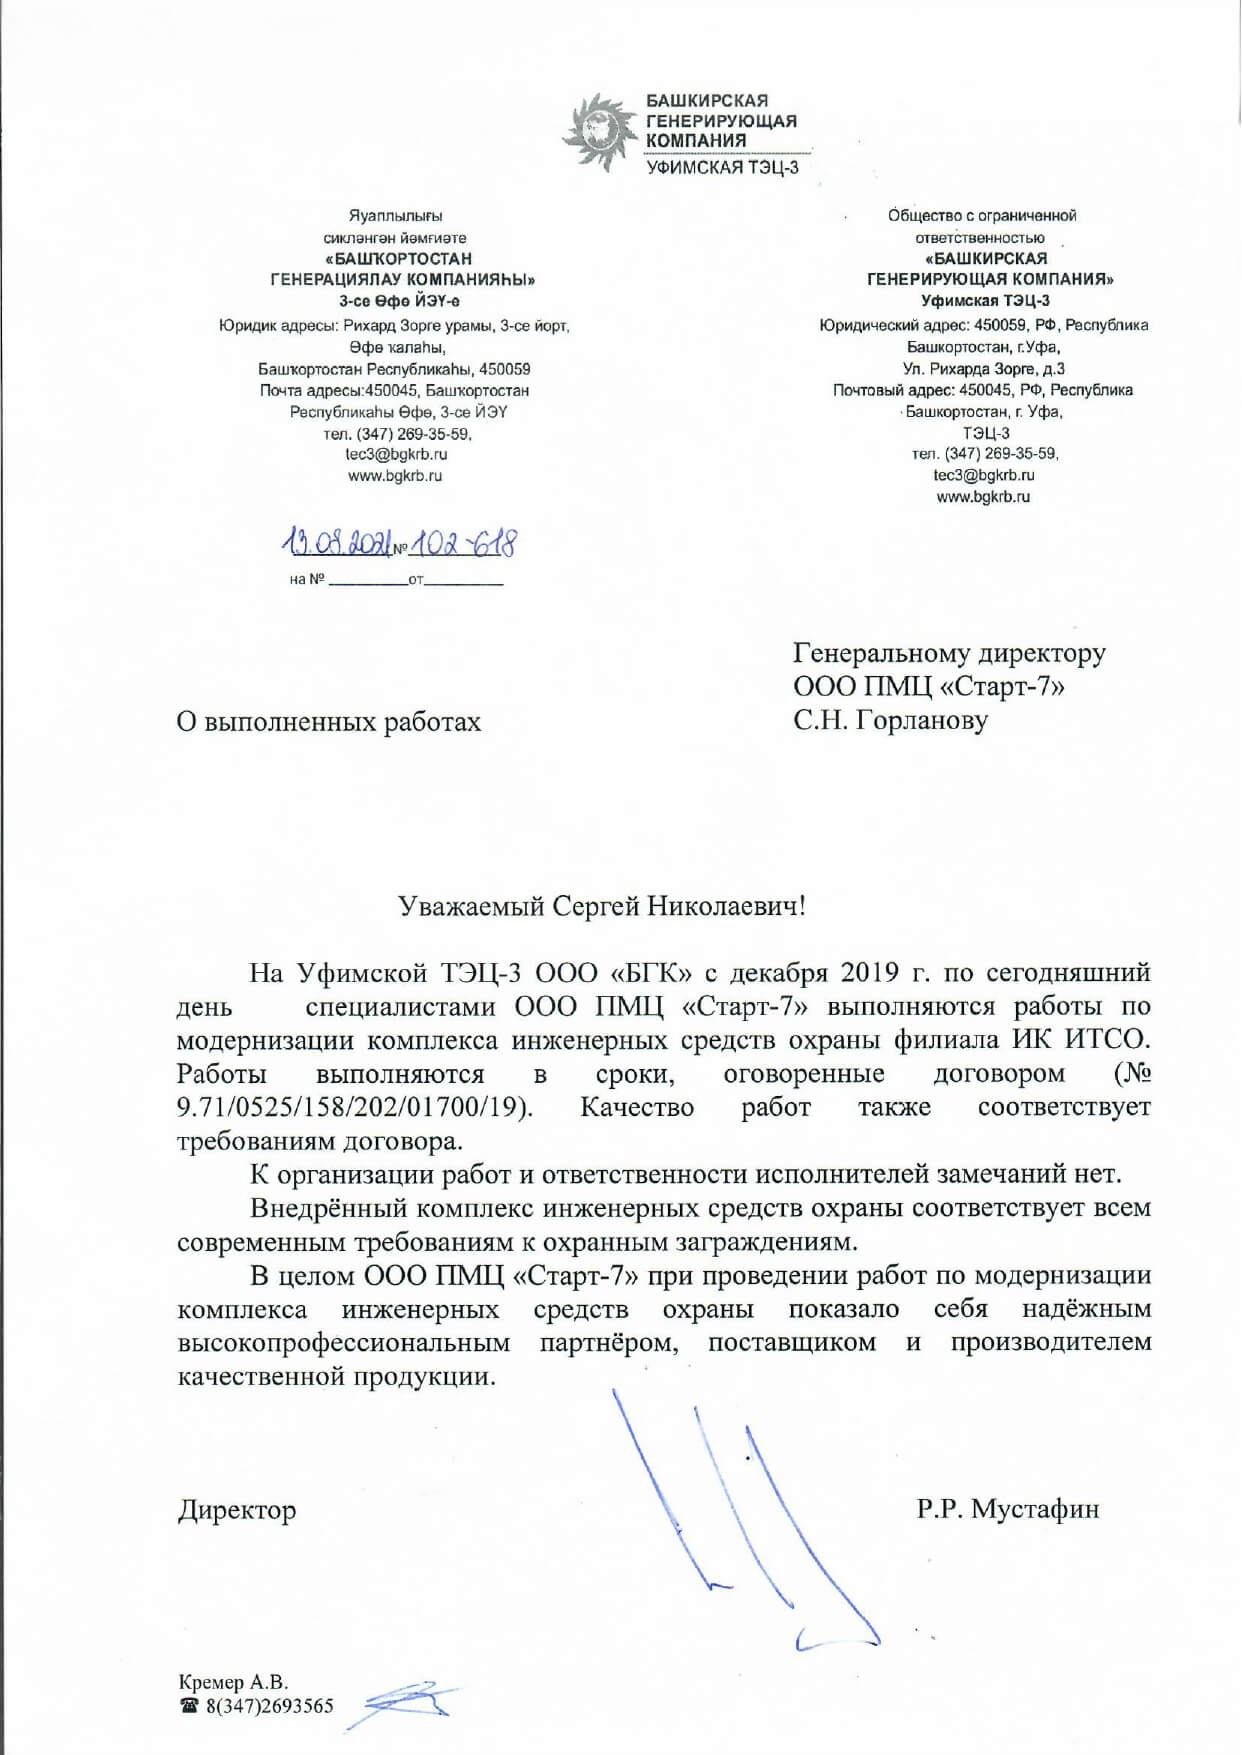 БАШКИРСКАЯ
ГЕНЕРИРУЮЩАЯ
КОМПАНИЯ
УФИМСКАЯ ТЭЦ-3
Яуаплылығы
сикләнгән йәмғиәте
«БАШҠОРТОСТАН
ГЕНЕРАЦИЯЛАУ КОМПАНИЯҺЫ»
3-сө Өфө ЙЭҮ-ө
Юридик адресы: Рихард Зорге урамы, 3-се йорт,
Өфө ҡалаһы,
Башҡортостан Республикаһы, 450059
Почта адресы:450045, Башҡортостан
Республикаһы Өфө, 3-се ЙЭҮ
тел. (347) 269-35-59,
tec3@bgkrb.ru
www.bgkrb.ru
Общество с ограниченной
ответственностью
«БАШКИРСКАЯ
ГЕНЕРИРУЮЩАЯ КОМПАНИЯ»
Уфимская ТЭЦ-3
Юридический адрес: 450059, РФ, Республика
Башкортостан, г.Уфа,
Ул. Рихарда Зорге, д.3
Почтовый адрес: 450045, РФ, Республика
Башкортостан, г. Уфа,
ТЭЦ-3
тел. (347) 269-35-59,
tec3@bgkrb.ru
www.bgkrb.ru
13.09.2021 № 102-618
на № __________от__________
Генеральному директору
ООО ПМЦ «Старт-7»
С.Н. Горланову
О выполненных работах
Уважаемый Сергей Николаевич!
На Уфимской ТЭЦ-3 ООО «БГК» с декабря 2019 г. по сегодняшний
день специалистами ООО ПМЦ «Старт-7» выполняются работы по
модернизации комплекса инженерных средств охраны филиала ИК ИТСО.
Работы выполняются в сроки, оговоренные договором (№
9.71/0525/158/202/01700/19). Качество работ также соответствует
требованиям договора.
К организации работ и ответственности исполнителей замечаний нет.
Внедрённый комплекс инженерных средств охраны соответствует всем
современным требованиям к охранным заграждениям.
В целом ООО ПМЦ «Старт-7» при проведении работ по модернизации
комплекса инженерных средств охраны показало себя надёжным
высокопрофессиональным партнёром, поставщиком и производителем
качественной продукции.
Директор
Р.Р. Мустафин
Кремер А.В.
☎ 8(347)2693565